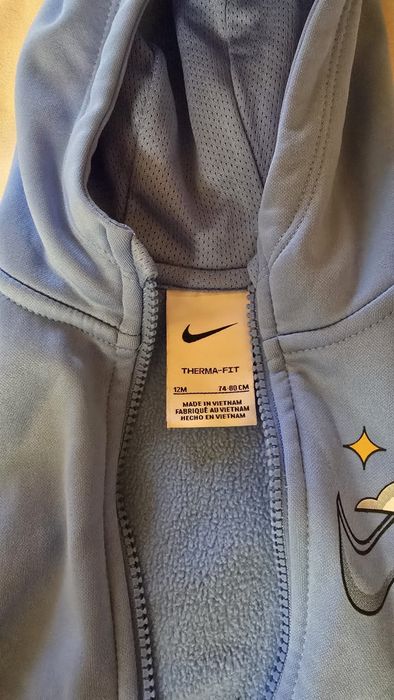 THERMA-FIT
12M 74-80 CM
MADE IN VIETNAM
FABRIQUÉ AU VIETNAM
HECHO EN VIETNAM